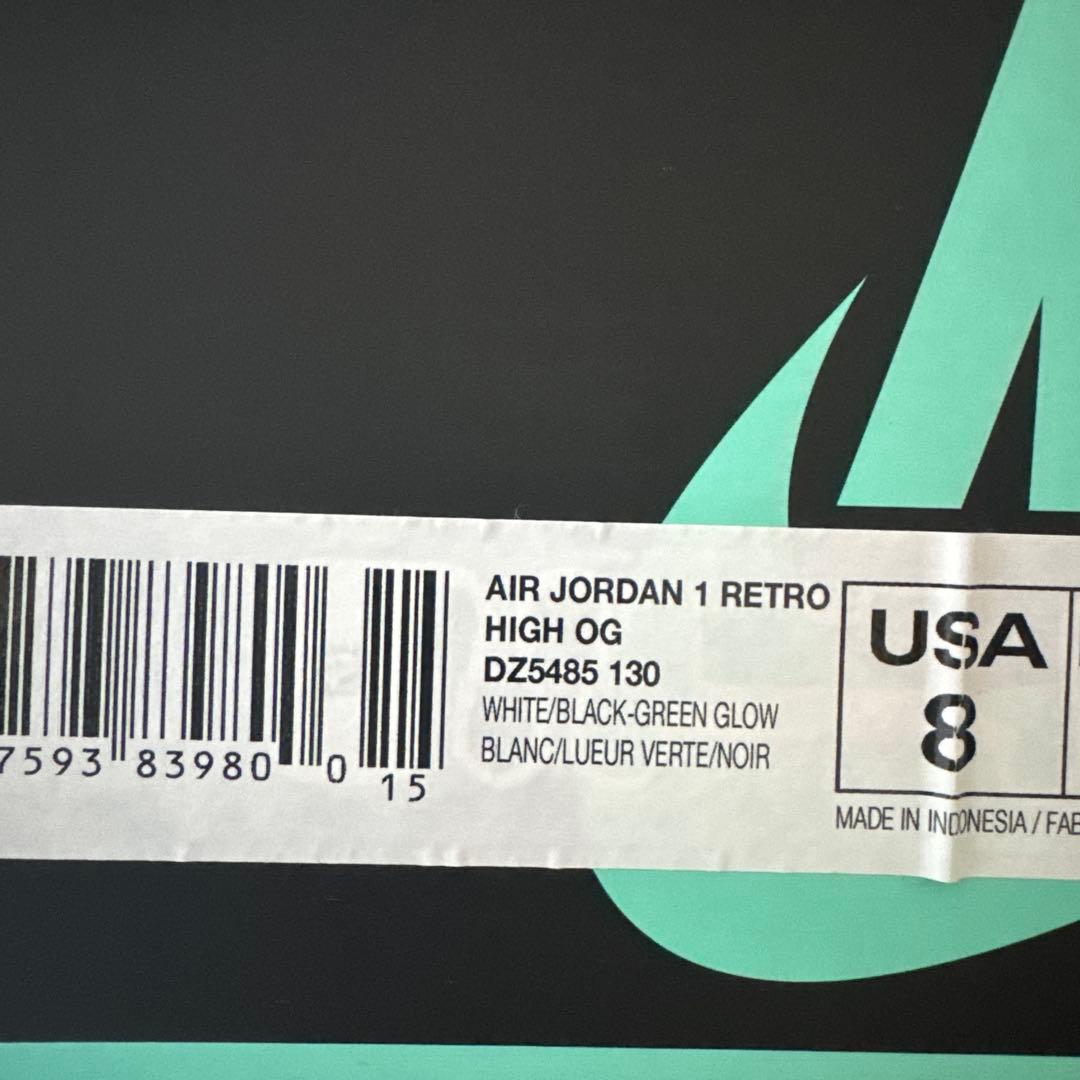 AIR JORDAN 1 RETRO
HIGH OG
DZ5485 130
WHITE/BLACK-GREEN GLOW
BLANC/LUEUR VERTE/NOIR
USA
8
MADE IN INDONESIA / FAB
7593 83980 0 15